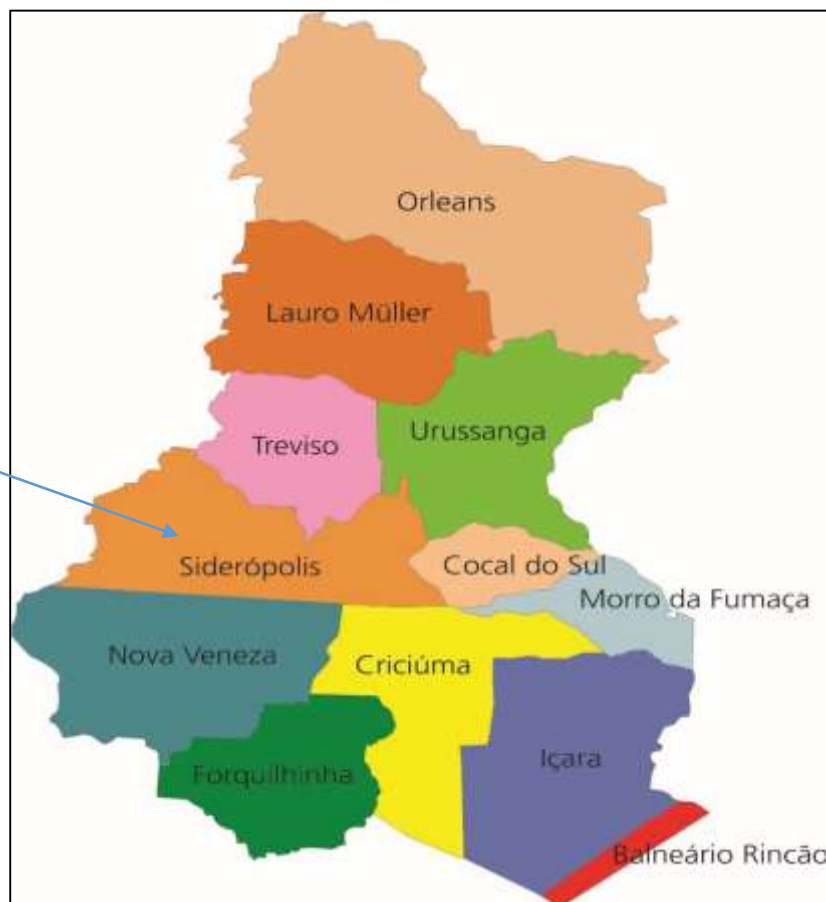 Orleans
Lauro Müller
Treviso
Urussanga
Siderópolis
Cocal do Sul
Morro da Fumaça
Nova Veneza
Criciúma
Forquilhinha
Içara
Balneário Rincão